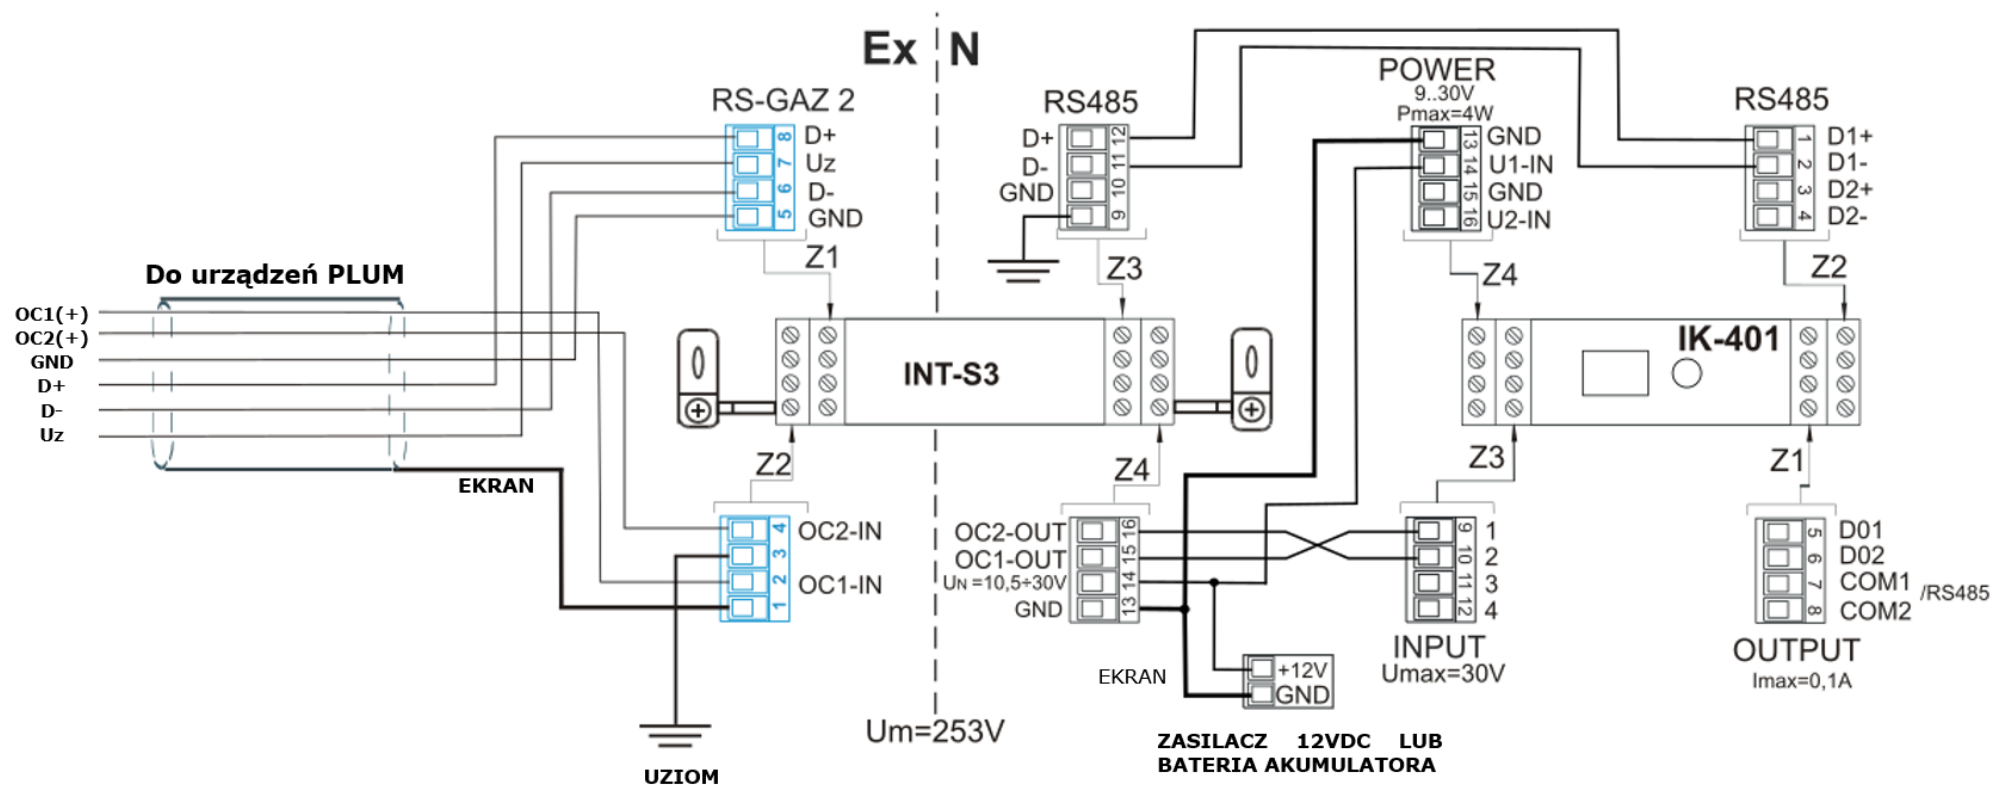 Ex N
RS-GAZ 2
8 D+
7 Uz
6 D-
5 GND
Z1
RS485
D+ 12
D- 11
GND 10
9
Z3
POWER
9..30V
Pmax=4W
13 GND
14 U1-IN
15 GND
16 U2-IN
Z4
RS485
1 D1+
2 D1-
3 D2+
4 D2-
Z2
Do urządzeń PLUM
OC1(+)
OC2(+)
GND
D+
D-
Uz
EKRAN
INT-S3
IK-401
Z2
4 OC2-IN
3
2 OC1-IN
1
UZIOM
Z4
OC2-OUT 16
OC1-OUT 15
UN =10,5÷30V 14
GND 13
EKRAN
+12V
GND
Um=253V
ZASILACZ 12VDC LUB
BATERIA AKUMULATORA
Z3
9 1
10 2
11 3
12 4
INPUT
Umax=30V
Z1
5 D01
6 D02
7 COM1
8 COM2
/RS485
OUTPUT
Imax=0,1A